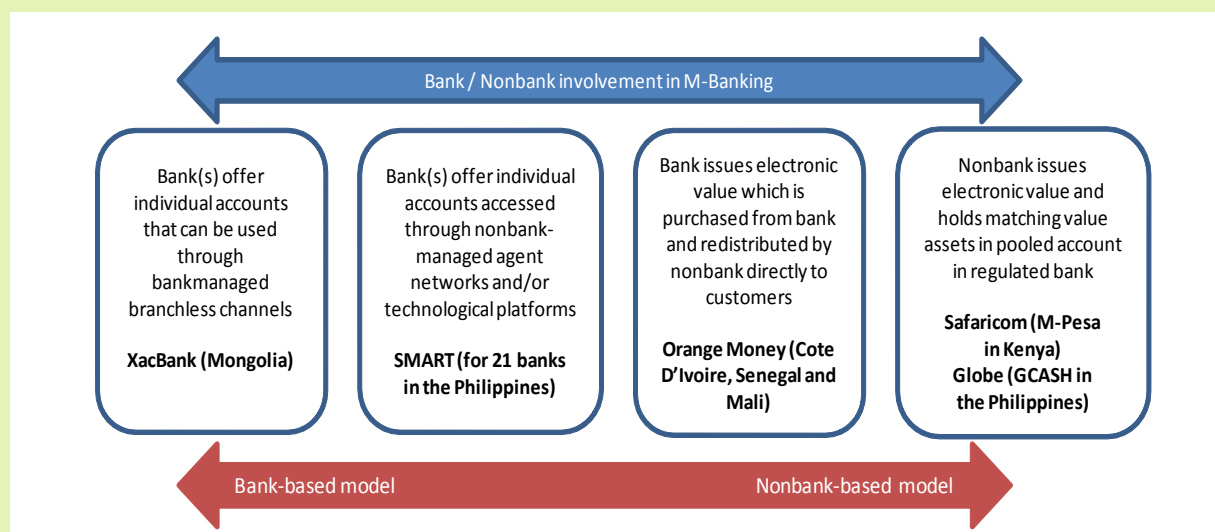 Bank / Nonbank involvement in M-Banking
Bank(s) offer
individual accounts
that can be used
through
bankmanaged
branchless channels
XacBank (Mongolia)
Bank(s) offer individual
accounts accessed
through nonbank-
managed agent
networks and/or
technological platforms
SMART (for 21 banks
in the Philippines)
Bank issues electronic
value which is
purchased from bank
and redistributed by
nonbank directly to
customers
Orange Money (Cote
D’Ivoire, Senegal and
Mali)
Nonbank issues
electronic value and
holds matching value
assets in pooled account
in regulated bank
Safaricom (M-Pesa
in Kenya)
Globe (GCASH in
the Philippines)
Bank-based model
Nonbank-based model